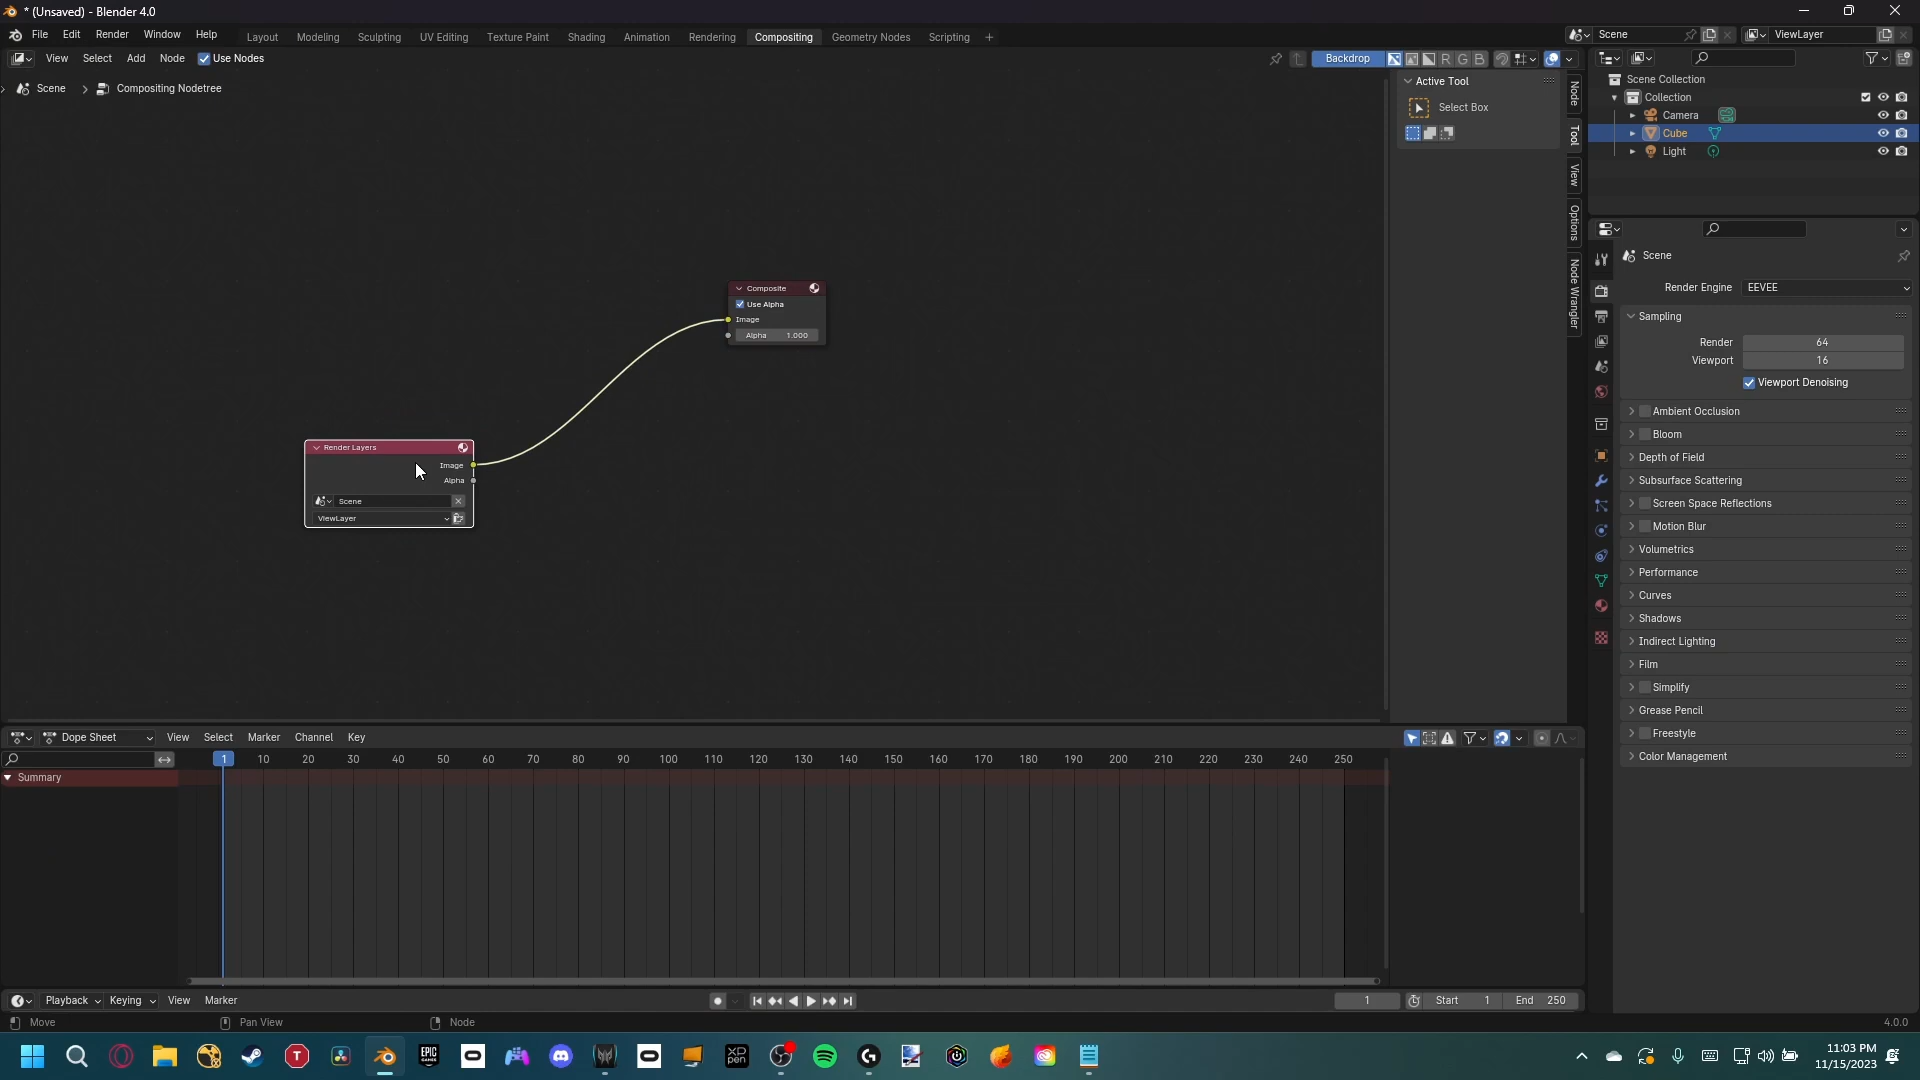 * (Unsaved) - Blender 4.0
File Edit Render Window Help Layout Modeling Sculpting UV Editing Texture Paint Shading Animation Rendering Compositing Geometry Nodes Scripting + Scene ViewLayer
View Select Add Node Use Nodes Backdrop R G B
Scene > Compositing Nodetree
Active Tool
Select Box
Node
Tool
View
Options
Node Wrangler
Scene Collection
Collection
Camera
Cube
Light
Scene
Render Engine EEVEE
Sampling
Render 64
Viewport 16
Viewport Denoising
Ambient Occlusion
Bloom
Depth of Field
Subsurface Scattering
Screen Space Reflections
Motion Blur
Volumetrics
Performance
Curves
Shadows
Indirect Lighting
Film
Simplify
Grease Pencil
Freestyle
Color Management
Composite
Use Alpha
Image
Alpha 1.000
Render Layers
Image
Alpha
Scene
ViewLayer
Dope Sheet View Select Marker Channel Key
1 10 20 30 40 50 60 70 80 90 100 110 120 130 140 150 160 170 180 190 200 210 220 230 240 250
Summary
Playback Keying View Marker 1 Start 1 End 250
Move Pan View Node 4.0.0
T EPIC GAMES XD pen
11:03 PM
11/15/2023